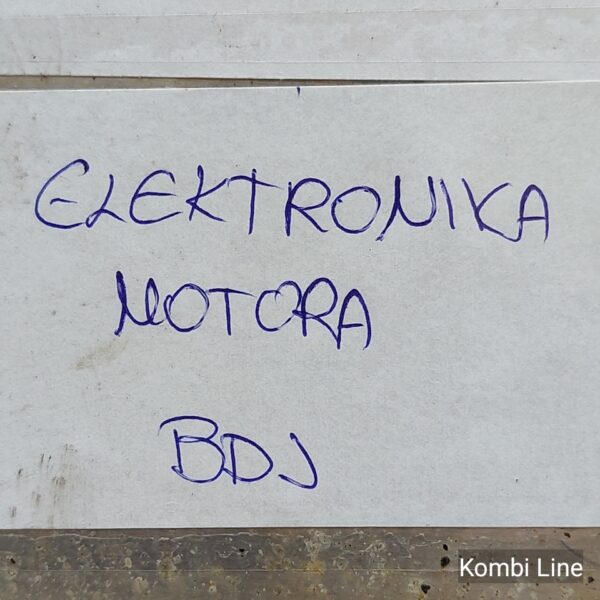 ELEKTRONIKA
MOTORA
BDJ
Kombi Line